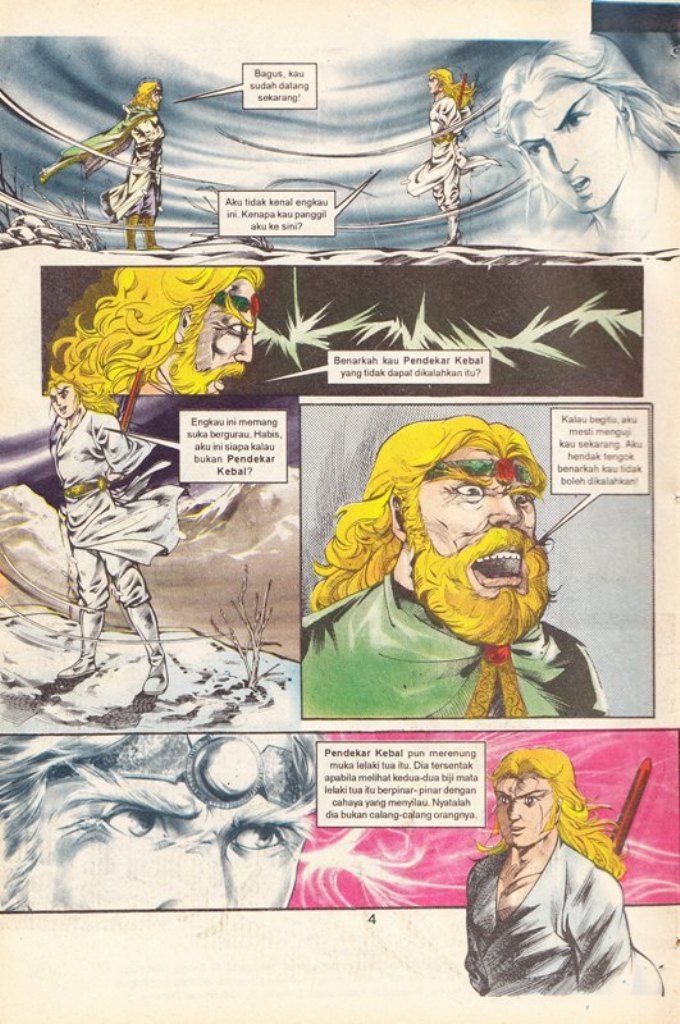 Bagus, kau
sudah datang
sekarang!
Aku tidak kenal engkau
ini. Kenapa kau panggil
aku ke sini?
Benarkah kau Pendekar Kebal
yang tidak dapat dikalahkan itu?
Engkau ini memang
suka bergurau. Habis,
aku ini siapa kalau
bukan Pendekar
Kebal?
Kalau begitu, aku
mesti menguji
kau sekarang. Aku
hendak tengok
benarkah kau tidak
boleh dikalahkan!
Pendekar Kebal pun merenung
muka lelaki tua itu. Dia tersentak
apabila melihat kedua-dua biji mata
lelaki tua itu berpinar- pinar dengan
cahaya yang menyilau. Nyatalah
dia bukan calang-calang orangnya.
4